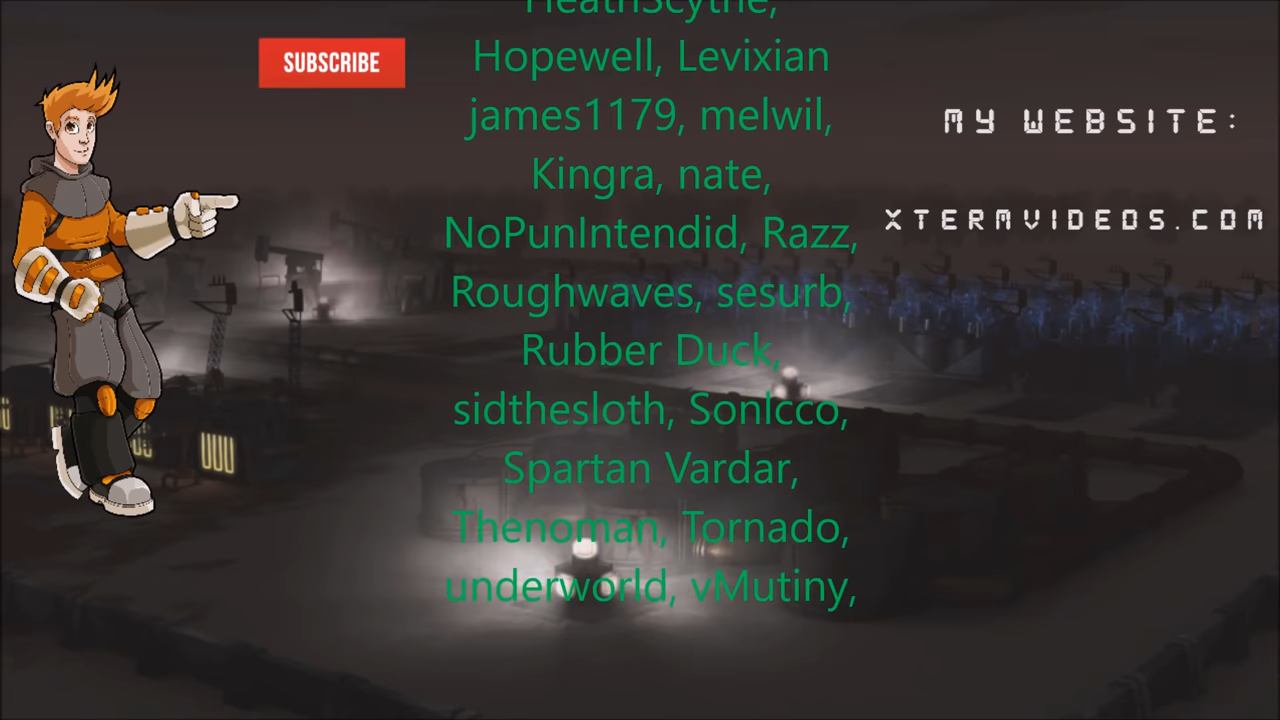 HeathScythe,
SUBSCRIBE
Hopewell, Levixian
james1179, melwil,
Kingra, nate,
NoPunIntendid, Razz,
Roughwaves, sesurb,
Rubber Duck,
sidthesloth, Sonlcco,
Spartan Vardar,
Thenoman, Tornado,
underworld, vMutiny,
MY WEBSITE:
XTERMVIDEOS.COM